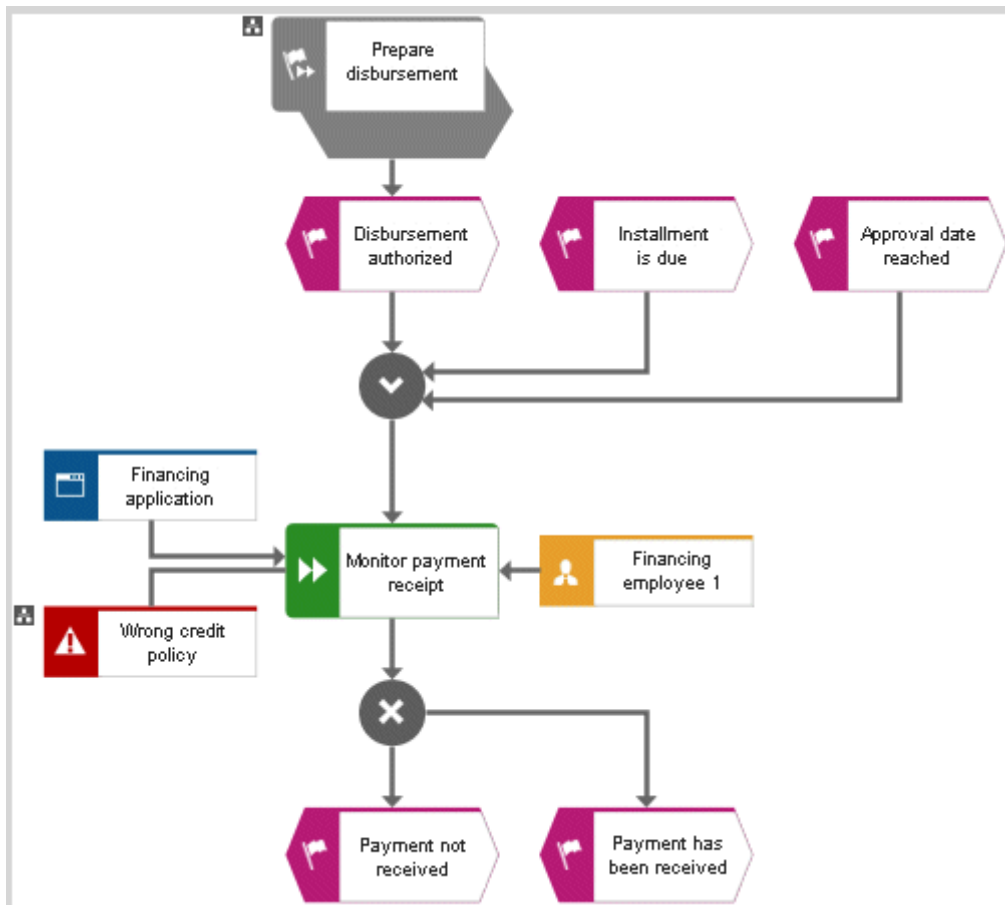 Prepare
disbursement
Disbursement
authorized
Installment
is due
Approval date
reached
Financing
application
Monitor payment
receipt
Financing
employee 1
Wrong credit
policy
Payment not
received
Payment has
been received